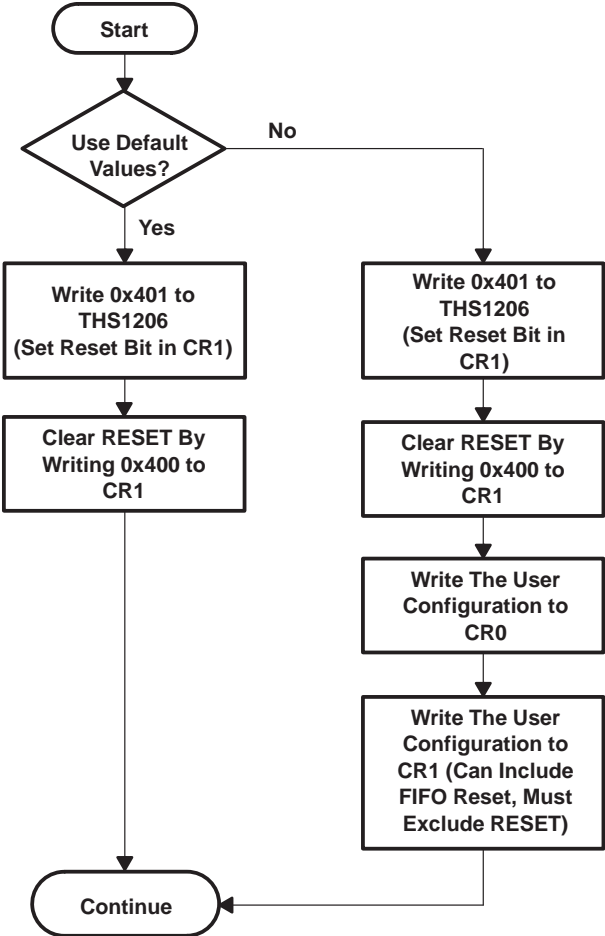 Start
Use Default
Values?
No
Yes
Write 0x401 to
THS1206
(Set Reset Bit in CR1)
Clear RESET By
Writing 0x400 to
CR1
Write 0x401 to
THS1206
(Set Reset Bit in
CR1)
Clear RESET By
Writing 0x400 to
CR1
Write The User
Configuration to
CR0
Write The User
Configuration to
CR1 (Can Include
FIFO Reset, Must
Exclude RESET)
Continue